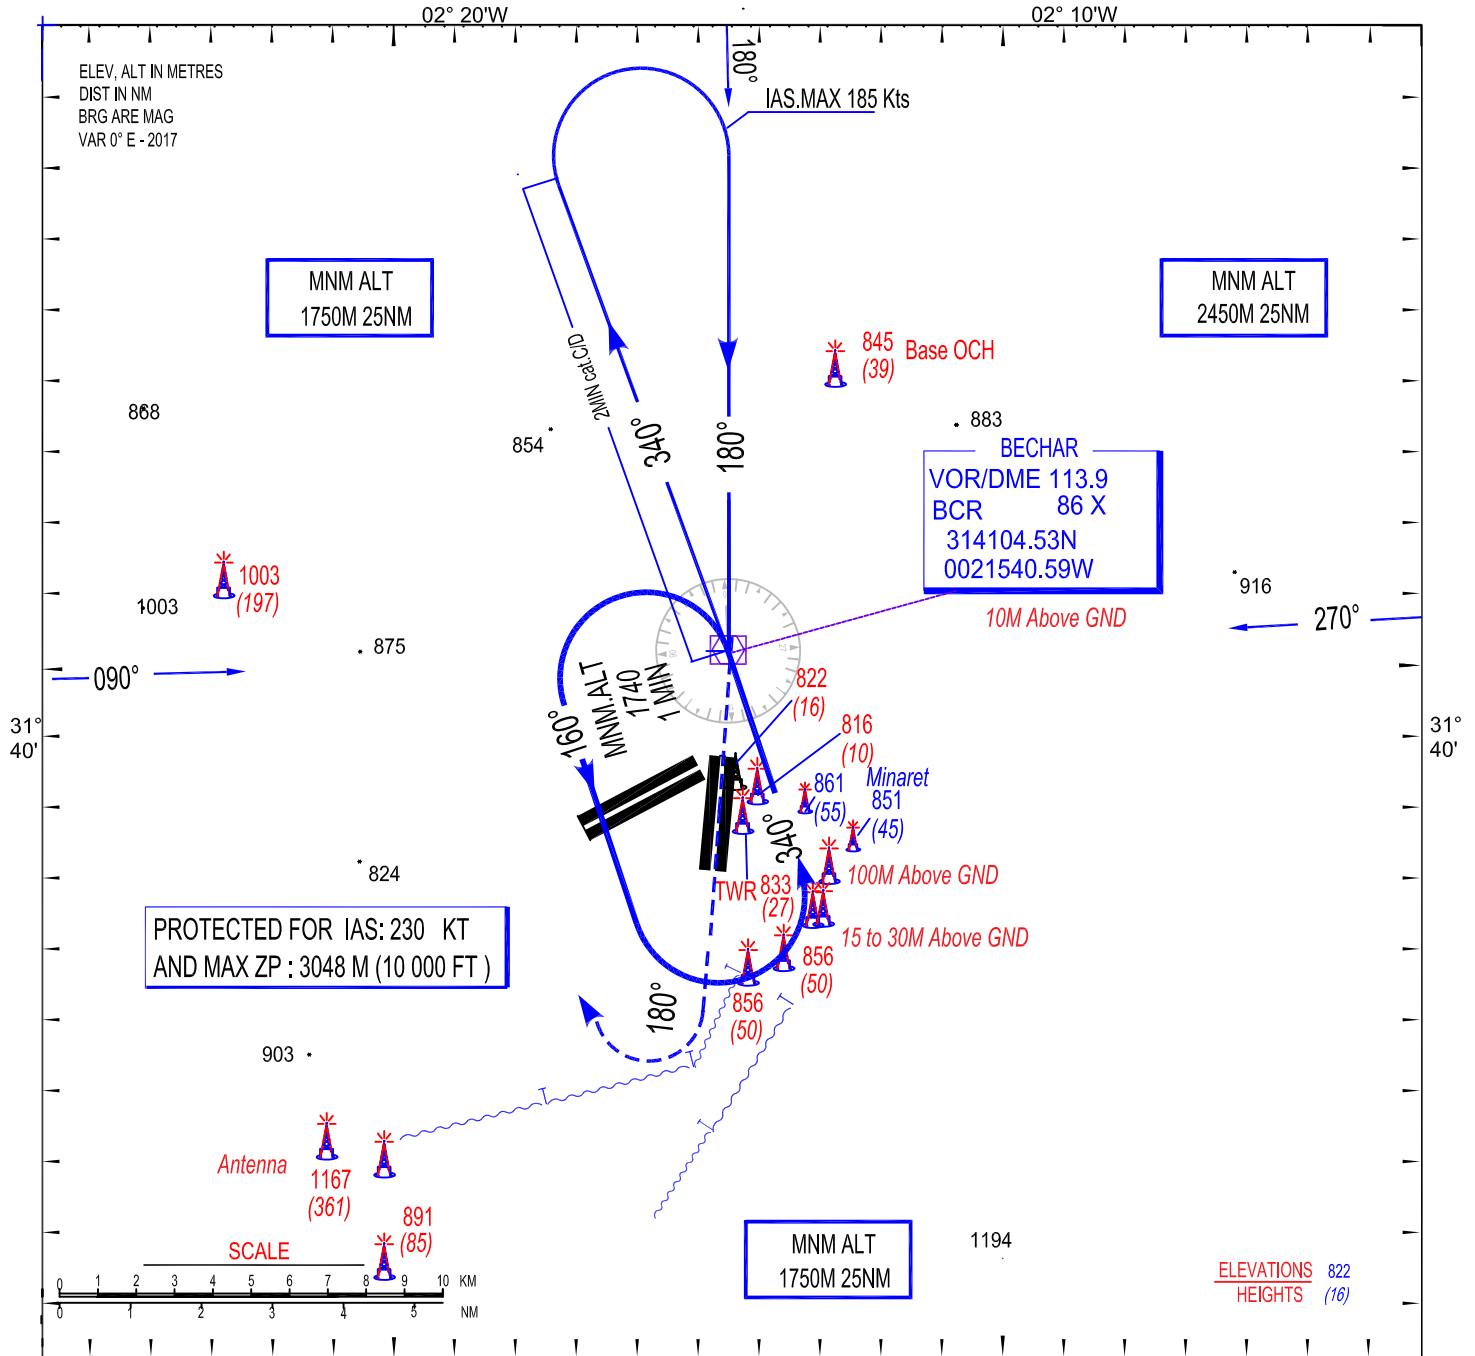 02° 20'W
02° 10'W
ELEV, ALT IN METRES
DIST IN NM
BRG ARE MAG
VAR 0° E - 2017
180°
IAS.MAX 185 Kts
MNM ALT
1750M 25NM
MNM ALT
2450M 25NM
2MIN cat.C/D
845
(39)
Base OCH
868
854
340°
180°
883
BECHAR
VOR/DME 113.9
BCR 86 X
314104.53N
0021540.59W
10M Above GND
1003
(197)
1003
916
270°
875
090°
MNM.ALT
1740
1 MIN
160°
822
(16)
816
(10)
31°
40'
31°
40'
861
(55)
Minaret
851
(45)
340°
824
100M Above GND
TWR 833
(27)
15 to 30M Above GND
PROTECTED FOR IAS: 230 KT
AND MAX ZP : 3048 M (10 000 FT )
856
(50)
856
(50)
180°
903
Antenna
1167
(361)
891
(85)
SCALE
0 1 2 3 4 5 6 7 8 9 10 KM
0 1 2 3 4 5 NM
MNM ALT
1750M 25NM
1194
ELEVATIONS 822
HEIGHTS (16)